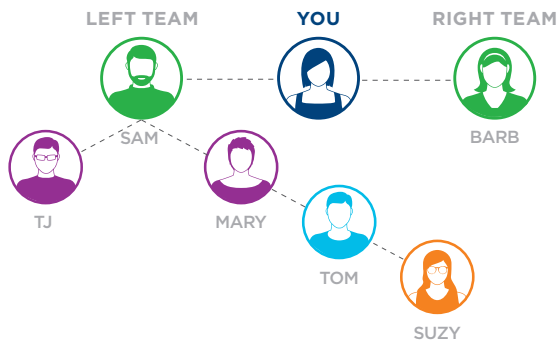 LEFT TEAM
YOU
RIGHT TEAM
SAM
BARB
TJ
MARY
TOM
SUZY